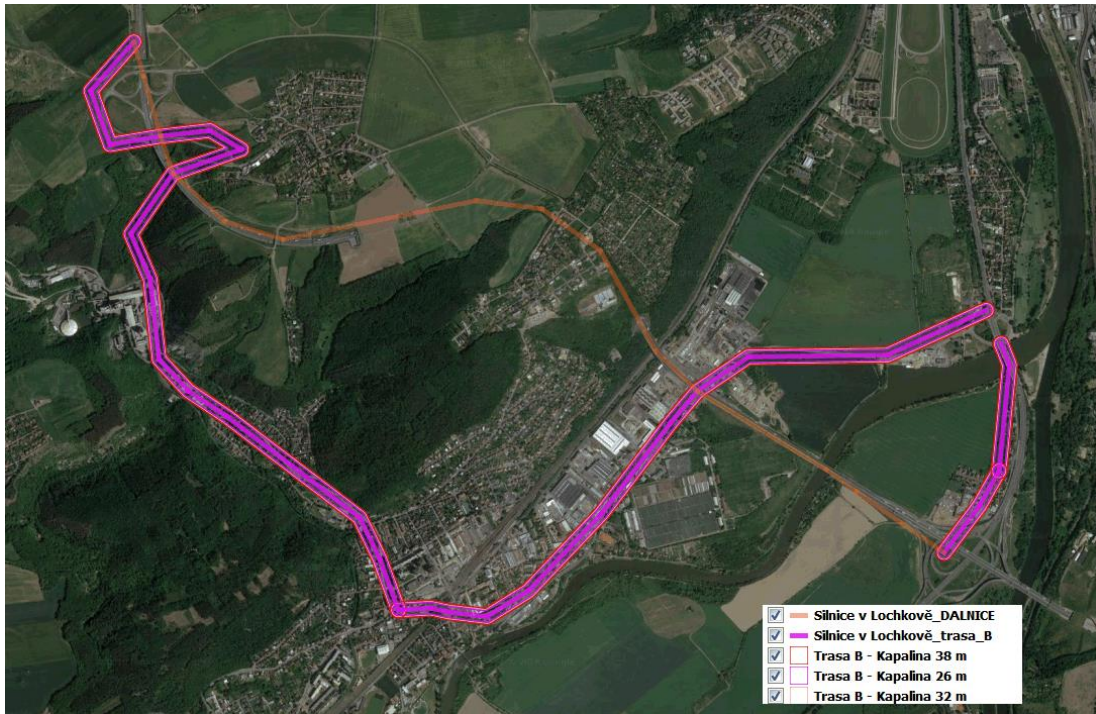 Silnice v Lochkově_DALNICE
Silnice v Lochkově_trasa_B
Trasa B - Kapalina 38 m
Trasa B - Kapalina 26 m
Trasa B - Kapalina 32 m